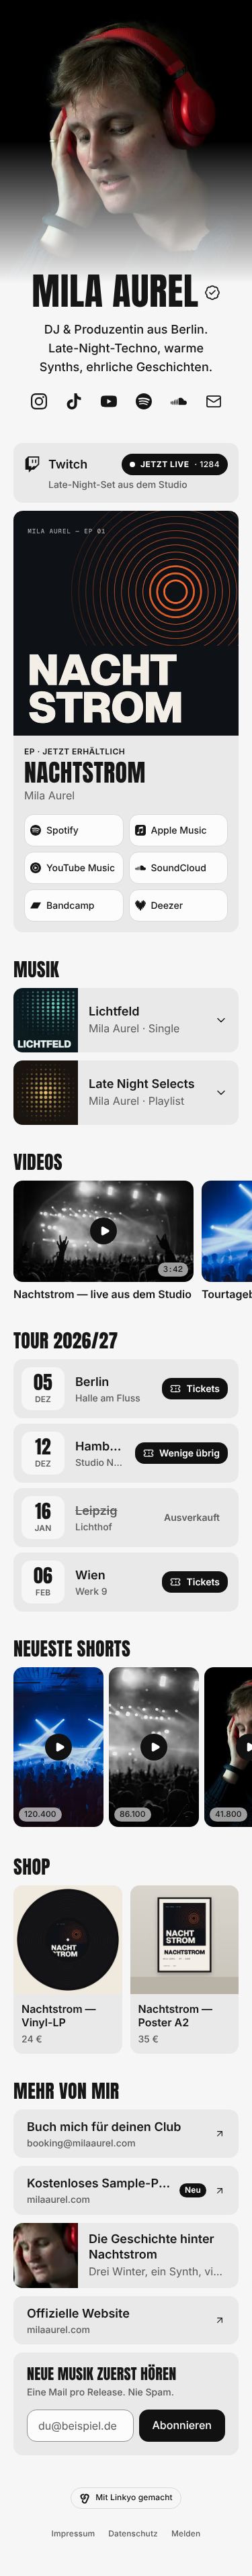 MILA AUREL
DJ & Produzentin aus Berlin.
Late-Night-Techno, warme
Synths, ehrliche Geschichten.
Twitch
JETZT LIVE · 1284
Late-Night-Set aus dem Studio
MILA AUREL — EP 01
NACHT
STROM
EP · JETZT ERHÄLTLICH
NACHTSTROM
Mila Aurel
Spotify
Apple Music
YouTube Music
SoundCloud
Bandcamp
Deezer
MUSIK
LICHTFELD
Lichtfeld
Mila Aurel · Single
Late Night Selects
Mila Aurel · Playlist
VIDEOS
3:42
Nachtstrom — live aus dem Studio
Tourtageb
TOUR 2026/27
05
DEZ
Berlin
Halle am Fluss
Tickets
12
DEZ
Hamb...
Studio N...
Wenige übrig
16
JAN
Leipzig
Lichthof
Ausverkauft
06
FEB
Wien
Werk 9
Tickets
NEUESTE SHORTS
120.400
86.100
41.800
SHOP
NACHT
STROM
NACHT
STROM
NACHTSTROM
Nachtstrom —
Vinyl-LP
24 €
Nachtstrom —
Poster A2
35 €
MEHR VON MIR
Buch mich für deinen Club
booking@milaaurel.com
Kostenloses Sample-P...
Neu
milaaurel.com
Die Geschichte hinter
Nachtstrom
Drei Winter, ein Synth, vi...
Offizielle Website
milaaurel.com
NEUE MUSIK ZUERST HÖREN
Eine Mail pro Release. Nie Spam.
du@beispiel.de
Abonnieren
Mit Linkyo gemacht
Impressum
Datenschutz
Melden